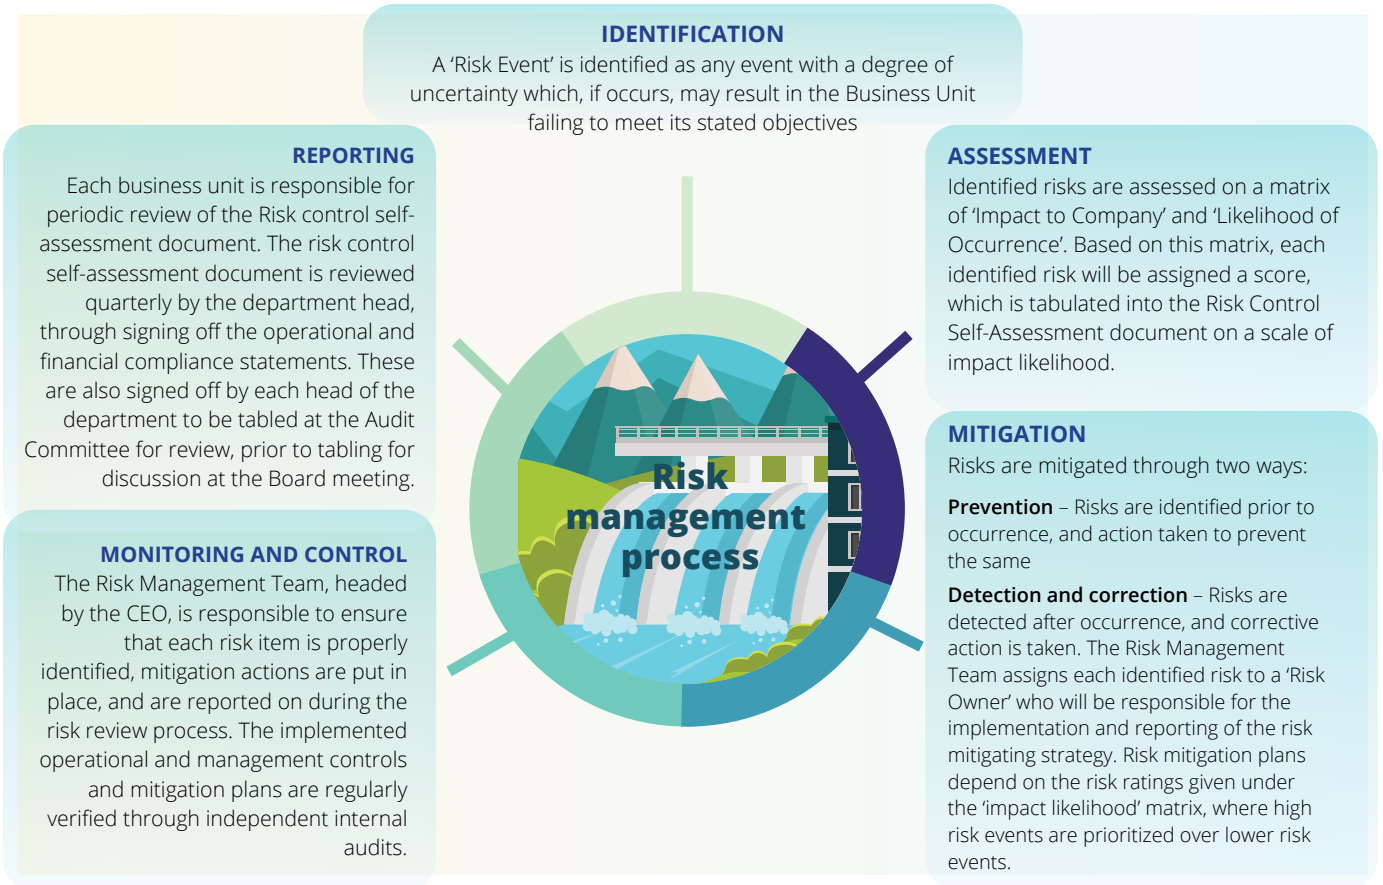 IDENTIFICATION
A ‘Risk Event’ is identified as any event with a degree of
uncertainty which, if occurs, may result in the Business Unit
failing to meet its stated objectives
ASSESSMENT
Identified risks are assessed on a matrix
of ‘Impact to Company’ and ‘Likelihood of
Occurrence’. Based on this matrix, each
identified risk will be assigned a score,
which is tabulated into the Risk Control
Self-Assessment document on a scale of
impact likelihood.
MITIGATION
Risks are mitigated through two ways:
Prevention – Risks are identified prior to
occurrence, and action taken to prevent
the same
Detection and correction – Risks are
detected after occurrence, and corrective
action is taken. The Risk Management
Team assigns each identified risk to a ‘Risk
Owner’ who will be responsible for the
implementation and reporting of the risk
mitigating strategy. Risk mitigation plans
depend on the risk ratings given under
the ‘impact likelihood’ matrix, where high
risk events are prioritized over lower risk
events.
MONITORING AND CONTROL
The Risk Management Team, headed
by the CEO, is responsible to ensure
that each risk item is properly
identified, mitigation actions are put in
place, and are reported on during the
risk review process. The implemented
operational and management controls
and mitigation plans are regularly
verified through independent internal
audits.
REPORTING
Each business unit is responsible for
periodic review of the Risk control self-
assessment document. The risk control
self-assessment document is reviewed
quarterly by the department head,
through signing off the operational and
financial compliance statements. These
are also signed off by each head of the
department to be tabled at the Audit
Committee for review, prior to tabling for
discussion at the Board meeting.
Risk
management
process